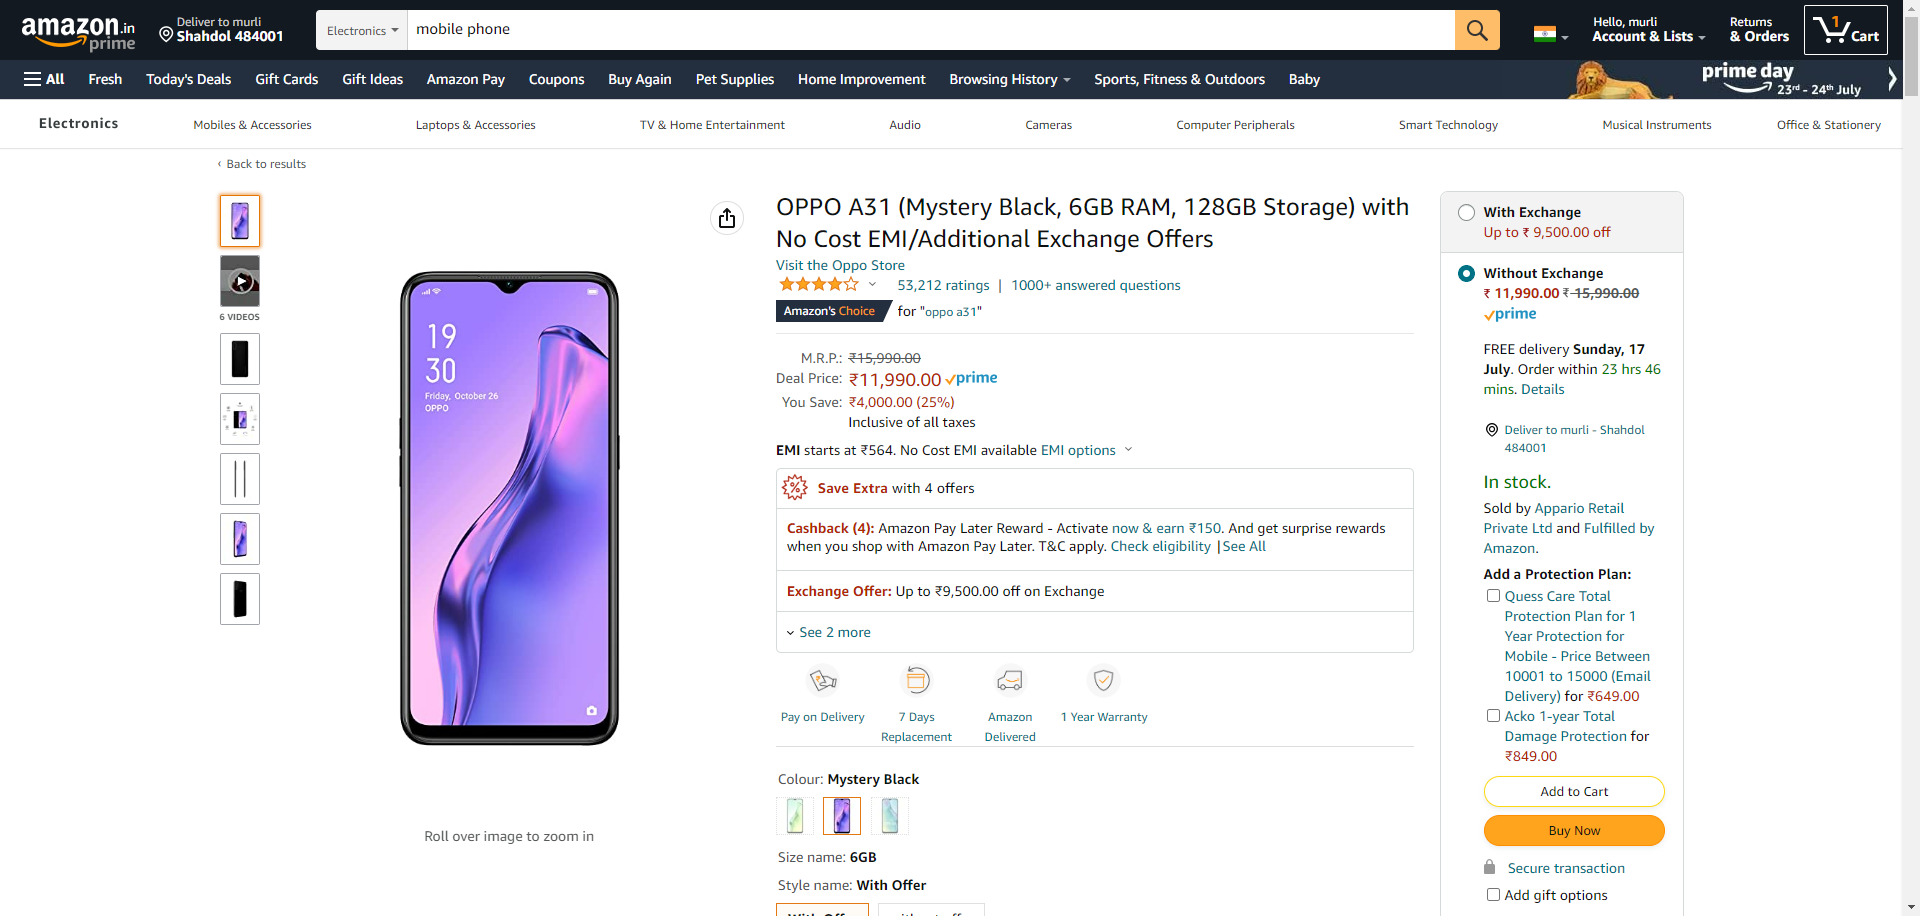 amazon.in
prime
Deliver to murli
Shahdol 484001
Electronics
mobile phone
Hello, murli
Account & Lists
Returns
& Orders
1
Cart
All
Fresh
Today's Deals
Gift Cards
Gift Ideas
Amazon Pay
Coupons
Buy Again
Pet Supplies
Home Improvement
Browsing History
Sports, Fitness & Outdoors
Baby
prime day
23rd - 24th July
Electronics
Mobiles & Accessories
Laptops & Accessories
TV & Home Entertainment
Audio
Cameras
Computer Peripherals
Smart Technology
Musical Instruments
Office & Stationery
‹ Back to results
6 VIDEOS
19
30
Friday, October 26
OPPO
Roll over image to zoom in
OPPO A31 (Mystery Black, 6GB RAM, 128GB Storage) with
No Cost EMI/Additional Exchange Offers
Visit the Oppo Store
53,212 ratings | 1000+ answered questions
Amazon's Choice for "oppo a31"
M.R.P.: ₹15,990.00
Deal Price: ₹11,990.00 prime
You Save: ₹4,000.00 (25%)
Inclusive of all taxes
EMI starts at ₹564. No Cost EMI available EMI options
Save Extra with 4 offers
Cashback (4): Amazon Pay Later Reward - Activate now & earn ₹150. And get surprise rewards
when you shop with Amazon Pay Later. T&C apply. Check eligibility |See All
Exchange Offer: Up to ₹9,500.00 off on Exchange
See 2 more
Pay on Delivery
7 Days
Replacement
Amazon
Delivered
1 Year Warranty
Colour: Mystery Black
Size name: 6GB
Style name: With Offer
With Exchange
Up to ₹ 9,500.00 off
Without Exchange
₹ 11,990.00 ₹ 15,990.00
prime
FREE delivery Sunday, 17
July. Order within 23 hrs 46
mins. Details
Deliver to murli - Shahdol
484001
In stock.
Sold by Appario Retail
Private Ltd and Fulfilled by
Amazon.
Add a Protection Plan:
Quess Care Total
Protection Plan for 1
Year Protection for
Mobile - Price Between
10001 to 15000 (Email
Delivery) for ₹649.00
Acko 1-year Total
Damage Protection for
₹849.00
Add to Cart
Buy Now
Secure transaction
Add gift options